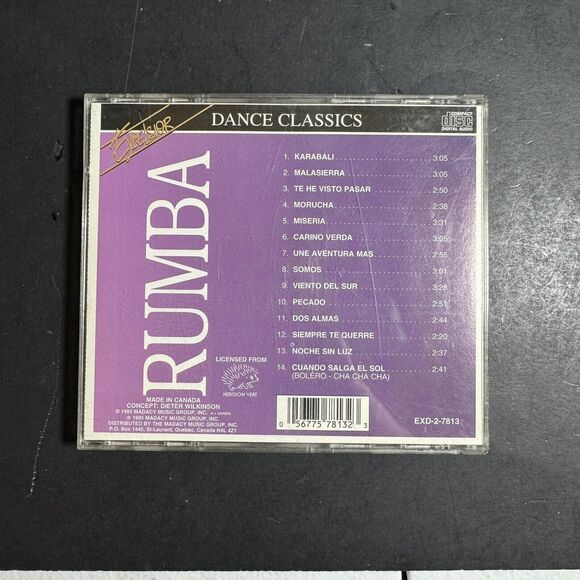 Excelsior
DANCE CLASSICS
COMPACT
disc
DIGITAL AUDIO
RUMBA
1. KARABALI 3:05
2. MALASIERRA 3:05
3. TE HE VISTO PASAR 2:50
4. MORUCHA 2:38
5. MISERIA 2:31
6. CARINO VERDA 3:05
7. UNE AVENTURA MAS 2:55
8. SOMOS 3:01
9. VIENTO DEL SUR 3:28
10. PECADO 2:51
11. DOS ALMAS 2:44
12. SIEMPRE TE QUERRE 2:20
13. NOCHE SIN LUZ 2:37
14. CUANDO SALGA EL SOL 2:41
(BOLERO - CHA CHA CHA)
LICENSED FROM
HERISSON VERT
MADE IN CANADA
CONCEPT: DIETER WILKINSON
© 1995 MADACY MUSIC GROUP, INC.
℗ 1995 MADACY MUSIC GROUP, INC.
DISTRIBUTED BY THE MADACY MUSIC GROUP, INC.
P.O. Box 1445, St-Laurent, Quebec, Canada H4L 4Z1
0 56775 78132 3
EXD-2-7813